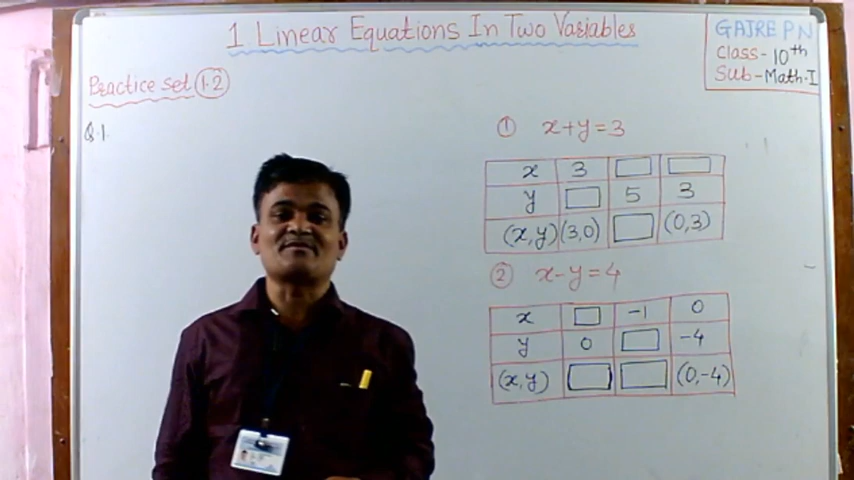 1 Linear Equations In Two Variables
GAJRE P N
Class- 10th
Sub- Math-I
Practice Set 1.2
Q.1.
① x+y=3
x 3
y 5 3
(x,y) (3,0) (0,3)
② x-y=4
x -1 0
y 0 -4
(x,y) (0,-4)